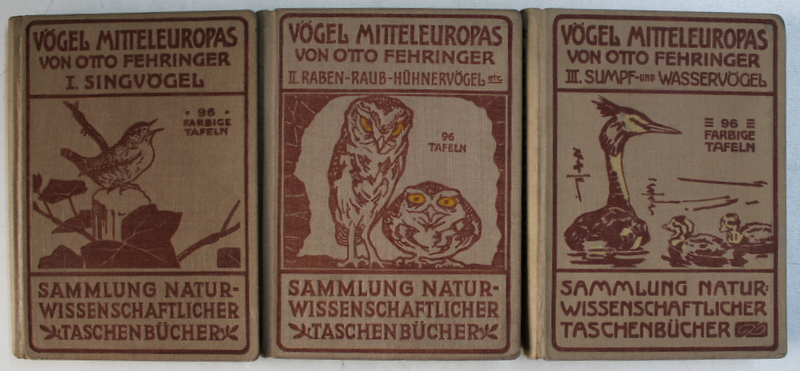 VÖGEL MITTELEUROPAS
VON OTTO FEHRINGER
I. SINGVÖGEL
96
FARBIGE
TAFELN
SAMMLUNG NATUR-
WISSENSCHAFTLICHER
TASCHENBÜCHER
VÖGEL MITTELEUROPAS
VON OTTO FEHRINGER
II. RABEN-RAUB-HÜHNERVÖGEL etc
96
TAFELN
SAMMLUNG NATUR-
WISSENSCHAFTLICHER
TASCHENBÜCHER
VÖGEL MITTELEUROPAS
VON OTTO FEHRINGER
III. SUMPF- UND WASSERVÖGEL
96
FARBIGE
TAFELN
SAMMLUNG NATUR-
WISSENSCHAFTLICHER
TASCHENBÜCHER